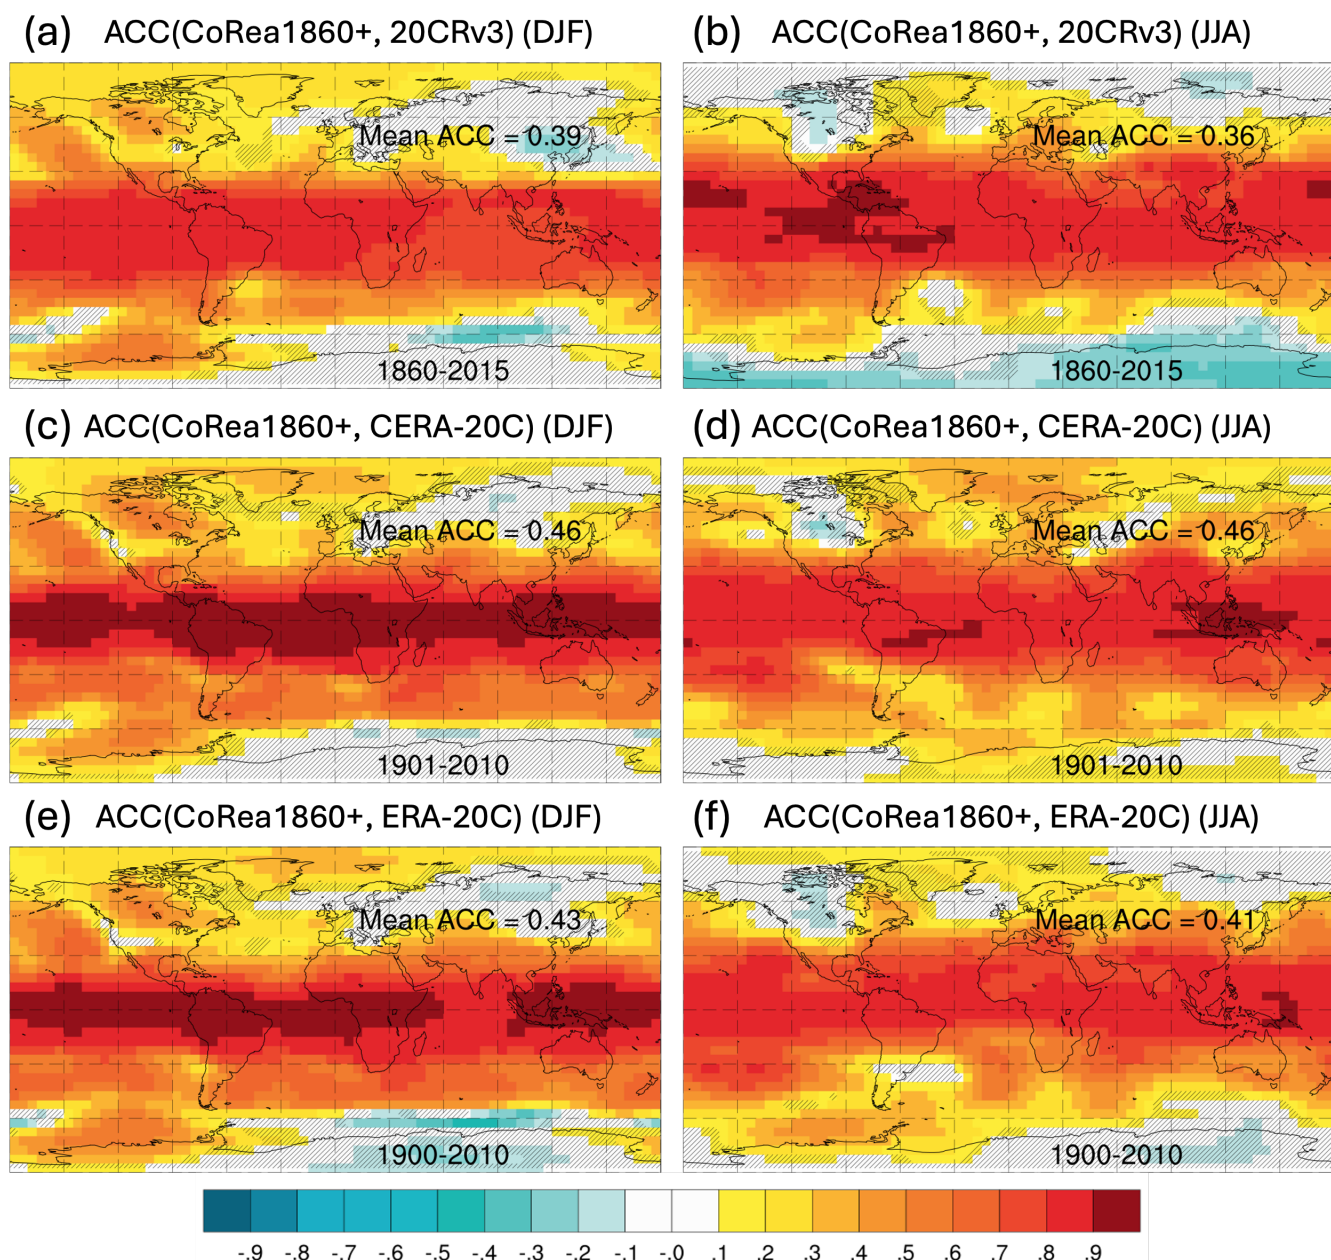 (a) ACC(CoRea1860+, 20CRv3) (DJF)
(b) ACC(CoRea1860+, 20CRv3) (JJA)
Mean ACC = 0.39
Mean ACC = 0.36
1860-2015
1860-2015
(c) ACC(CoRea1860+, CERA-20C) (DJF)
(d) ACC(CoRea1860+, CERA-20C) (JJA)
Mean ACC = 0.46
Mean ACC = 0.46
1901-2010
1901-2010
(e) ACC(CoRea1860+, ERA-20C) (DJF)
(f) ACC(CoRea1860+, ERA-20C) (JJA)
Mean ACC = 0.43
Mean ACC = 0.41
1900-2010
1900-2010
-.9 -.8 -.7 -.6 -.5 -.4 -.3 -.2 -.1 -.0 .1 .2 .3 .4 .5 .6 .7 .8 .9